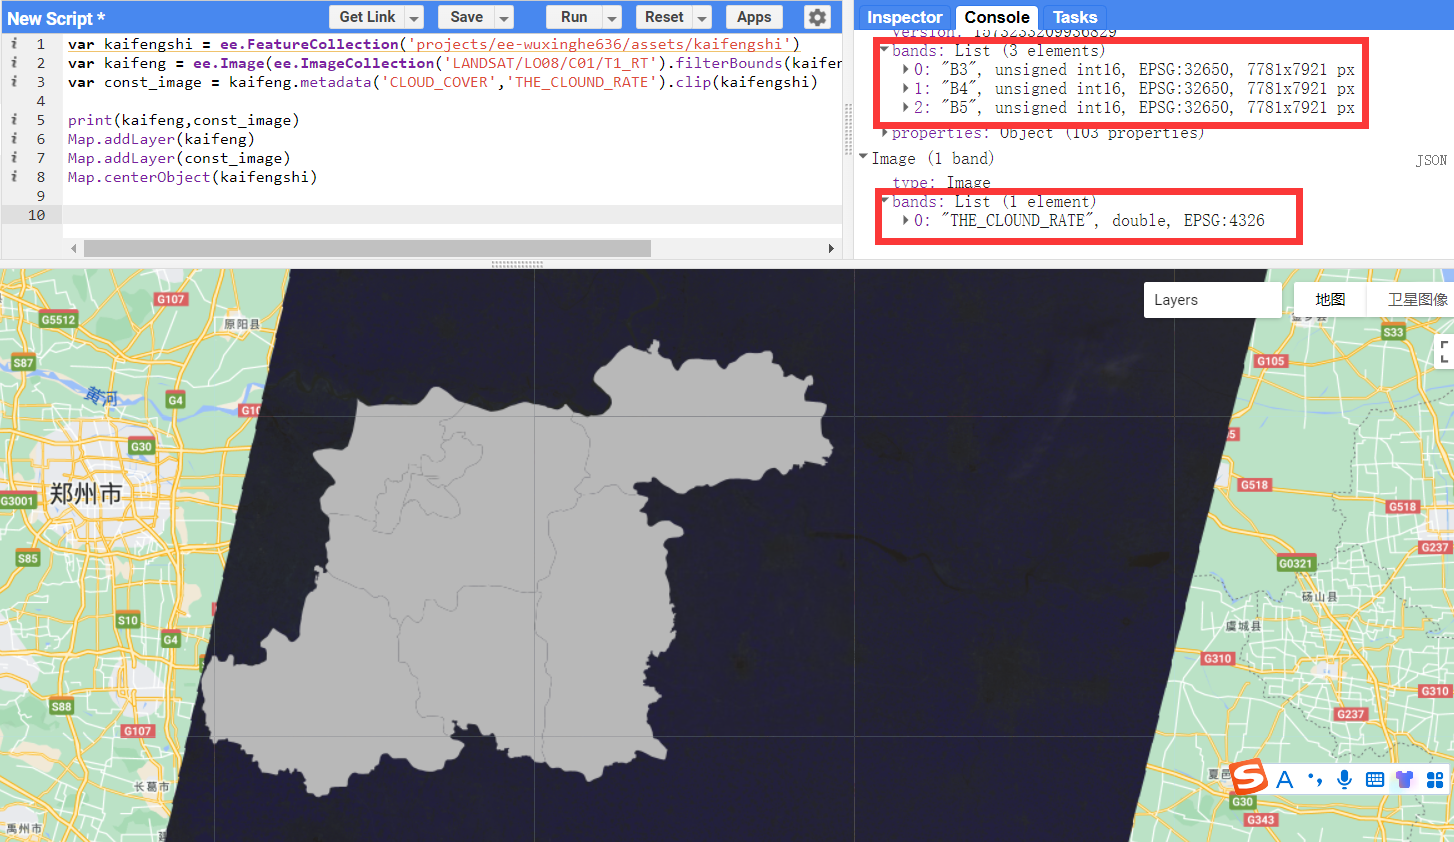 New Script *
Get Link
Save
Run
Reset
Apps
Inspector
Console
Tasks
1 var kaifengshi = ee.FeatureCollection('projects/ee-wuxinghe636/assets/kaifengshi')
2 var kaifeng = ee.Image(ee.ImageCollection('LANDSAT/LO08/C01/T1_RT').filterBounds(kaifen
3 var const_image = kaifeng.metadata('CLOUD_COVER','THE_CLOUND_RATE').clip(kaifengshi)
4
5 print(kaifeng,const_image)
6 Map.addLayer(kaifeng)
7 Map.addLayer(const_image)
8 Map.centerObject(kaifengshi)
9
10
version: 1573233209936829
bands: List (3 elements)
0: "B3", unsigned int16, EPSG:32650, 7781x7921 px
1: "B4", unsigned int16, EPSG:32650, 7781x7921 px
2: "B5", unsigned int16, EPSG:32650, 7781x7921 px
properties: Object (103 properties)
Image (1 band)
JSON
type: Image
bands: List (1 element)
0: "THE_CLOUND_RATE", double, EPSG:4326
Layers
地图
卫星图像
G107
G5512
原阳县
S33
S87
G105
黄河
G4
G10
G30
郑州市
G3001
G518
G518
G237
S85
G0321
砀山县
S10
虞城县
G4
G310
G310
S88
G237
G107
夏邑
长葛市
G30
G343
禹州市
S
A